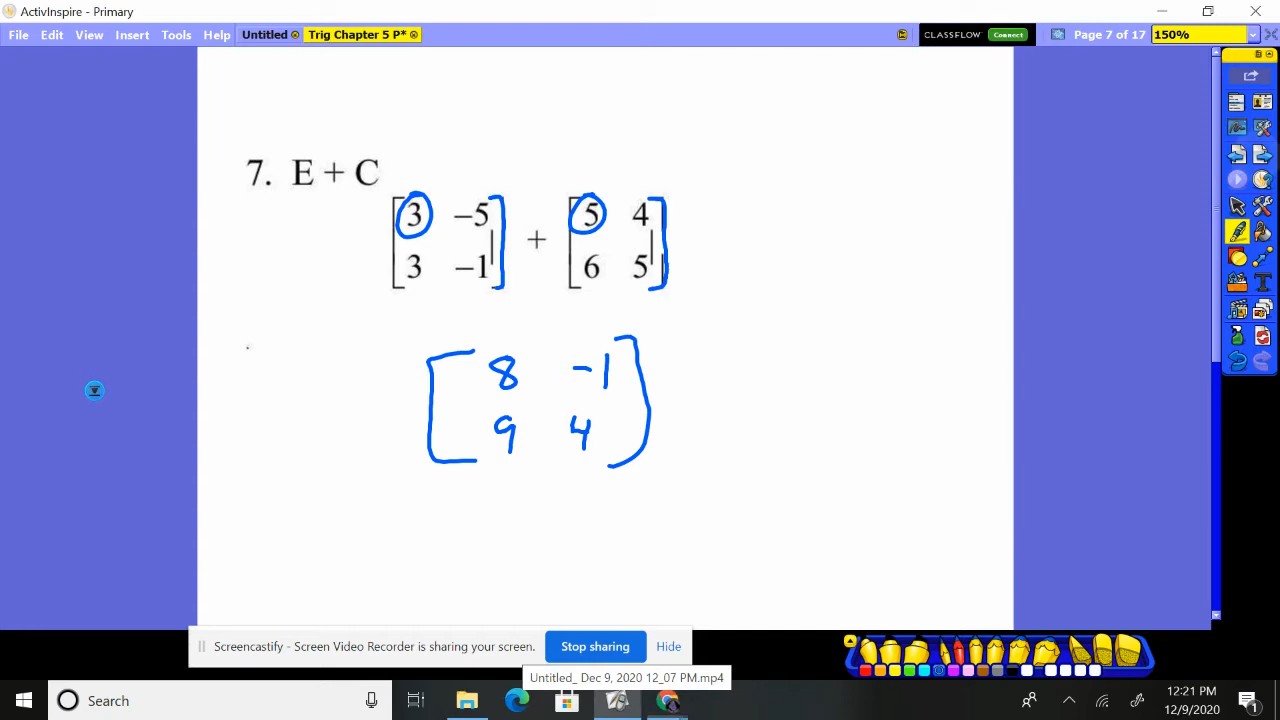 ActivInspire - Primary
File Edit View Insert Tools Help Untitled Trig Chapter 5 P* CLASSFLOW Connect Page 7 of 17 150%
7. E + C
3 −5 + 5 4
3 −1 6 5
8 -1
9 4
Screencastify - Screen Video Recorder is sharing your screen. Stop sharing Hide
Untitled_ Dec 9, 2020 12_07 PM.mp4
Search
12:21 PM
12/9/2020
1